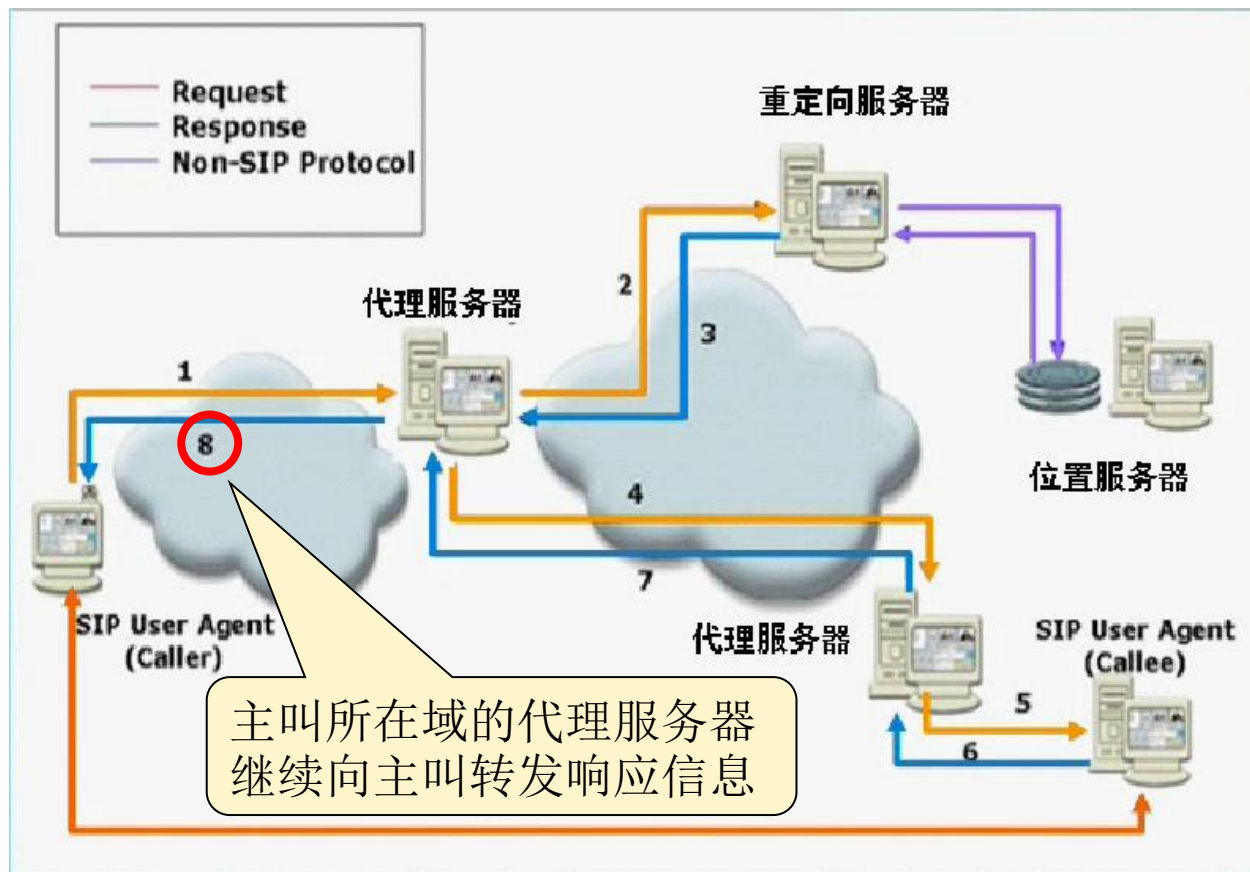 Request
Response
Non-SIP Protocol
重定向服务器
代理服务器
2
3
1
8
位置服务器
4
7
SIP User Agent
(Caller)
代理服务器
SIP User Agent
(Callee)
5
6
主叫所在域的代理服务器
继续向主叫转发响应信息